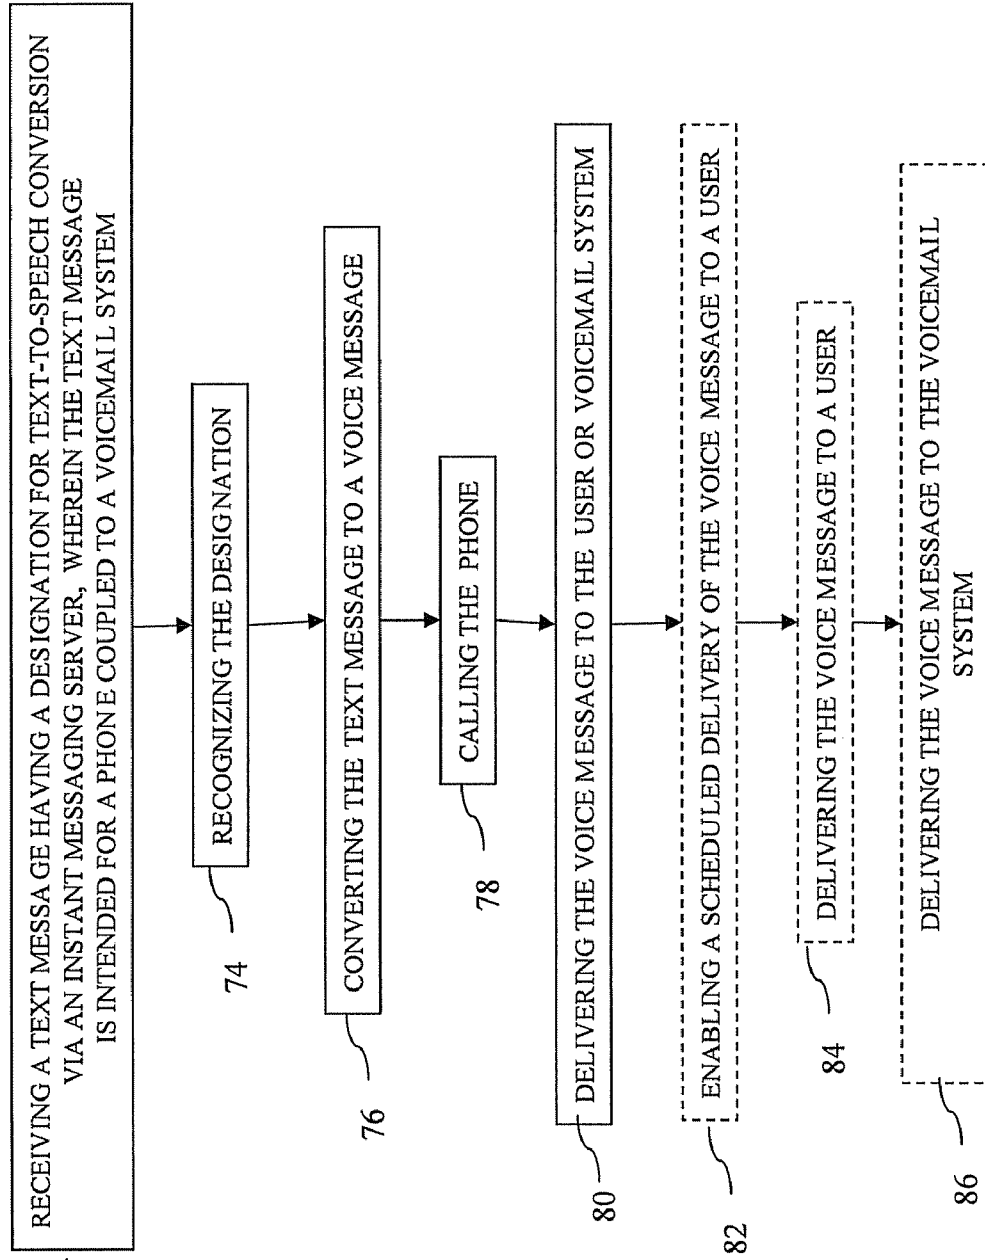 RECEIVING A TEXT MESSAGE HAVING A DESIGNATION FOR TEXT-TO-SPEECH CONVERSION
VIA AN INSTANT MESSAGING SERVER, WHEREIN THE TEXT MESSAGE
IS INTENDED FOR A PHONE COUPLED TO A VOICEMAIL SYSTEM
RECOGNIZING THE DESIGNATION
74
CONVERTING THE TEXT MESSAGE TO A VOICE MESSAGE
76
CALLING THE PHONE
78
DELIVERING THE VOICE MESSAGE TO THE USER OR VOICEMAIL SYSTEM
80
ENABLING A SCHEDULED DELIVERY OF THE VOICE MESSAGE TO A USER
82
DELIVERING THE VOICE MESSAGE TO A USER
84
DELIVERING THE VOICE MESSAGE TO THE VOICEMAIL
SYSTEM
86